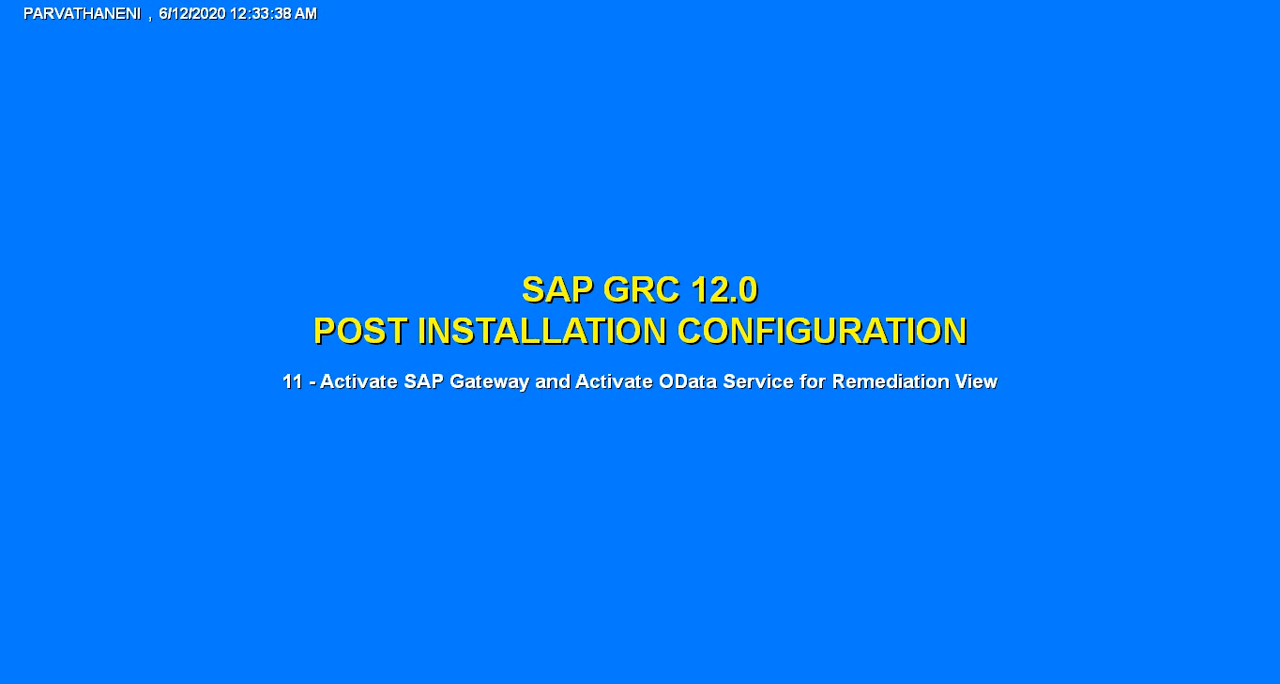 PARVATHANENI , 6/12/2020 12:33:38 AM
SAP GRC 12.0
POST INSTALLATION CONFIGURATION
11 - Activate SAP Gateway and Activate OData Service for Remediation View